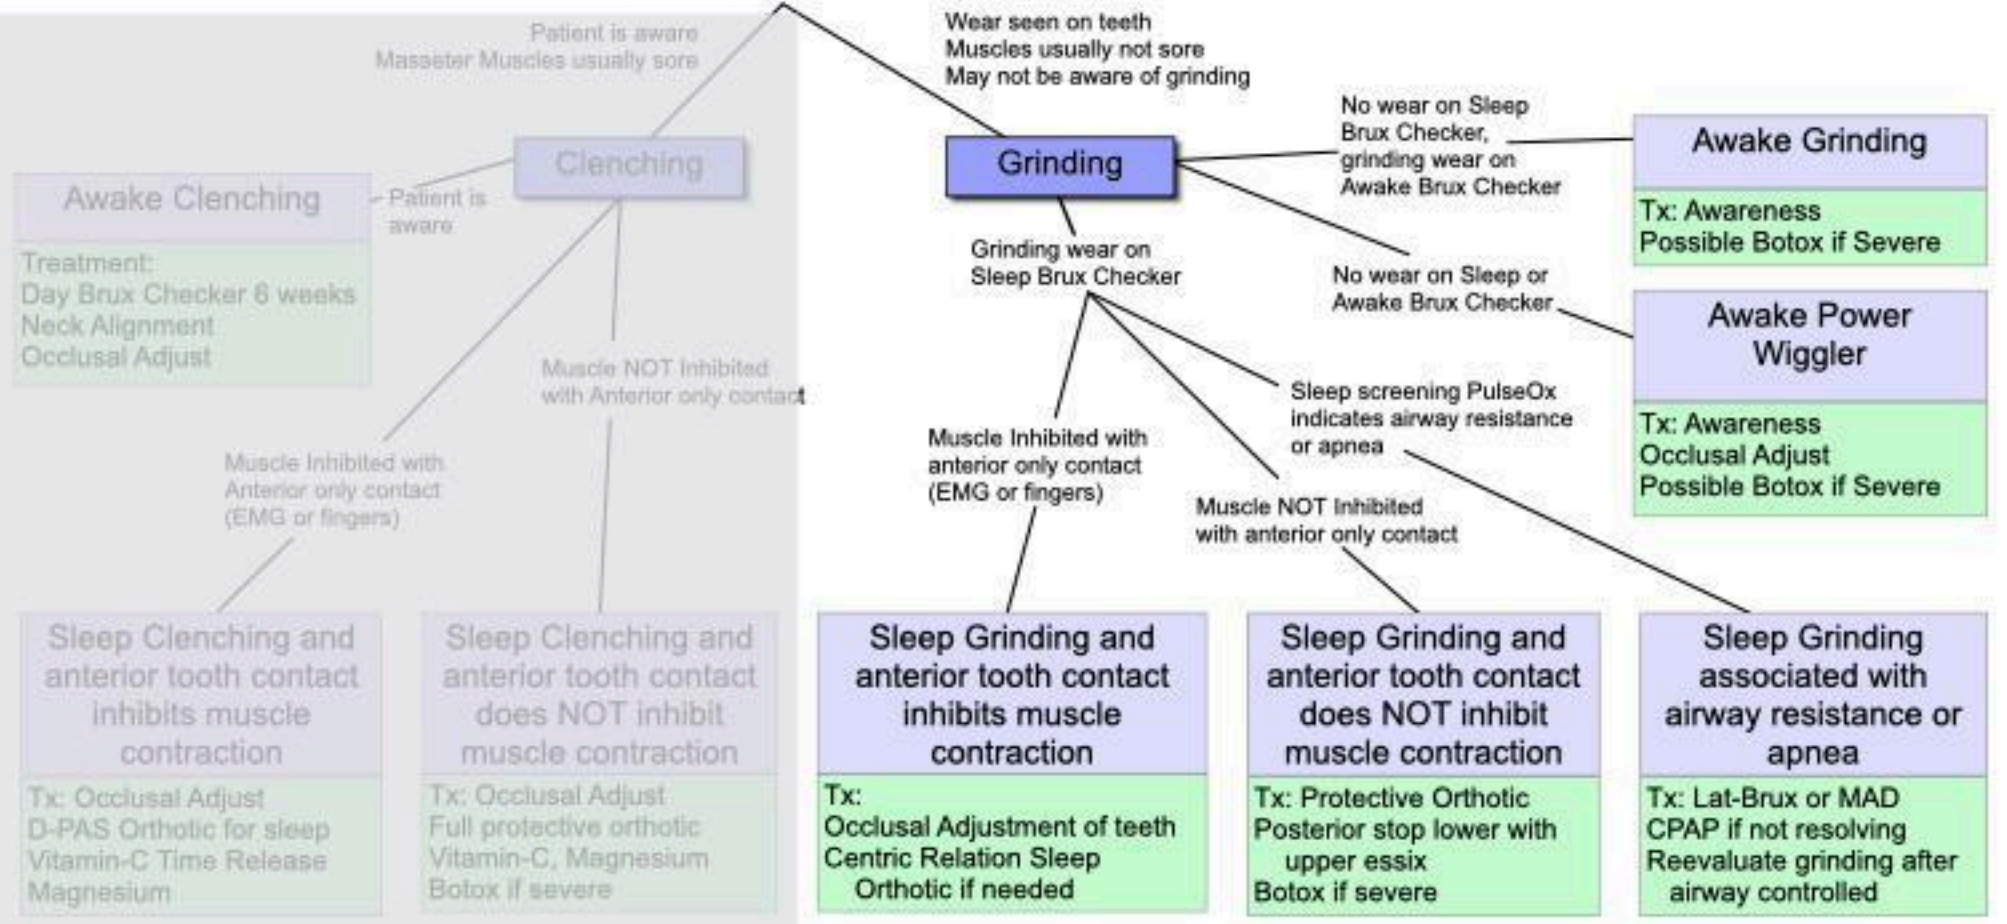 Patient is aware
Masseter Muscles usually sore
Clenching
Patient is
aware
Awake Clenching
Treatment:
Day Brux Checker 6 weeks
Neck Alignment
Occlusal Adjust
Muscle Inhibited with
Anterior only contact
(EMG or fingers)
Muscle NOT Inhibited
with Anterior only contact
Sleep Clenching and
anterior tooth contact
inhibits muscle
contraction
Tx: Occlusal Adjust
D-PAS Orthotic for sleep
Vitamin-C Time Release
Magnesium
Sleep Clenching and
anterior tooth contact
does NOT inhibit
muscle contraction
Tx: Occlusal Adjust
Full protective orthotic
Vitamin-C, Magnesium
Botox if severe
Wear seen on teeth
Muscles usually not sore
May not be aware of grinding
Grinding
No wear on Sleep
Brux Checker,
grinding wear on
Awake Brux Checker
Awake Grinding
Tx: Awareness
Possible Botox if Severe
No wear on Sleep or
Awake Brux Checker
Awake Power
Wiggler
Tx: Awareness
Occlusal Adjust
Possible Botox if Severe
Grinding wear on
Sleep Brux Checker
Muscle Inhibited with
anterior only contact
(EMG or fingers)
Muscle NOT Inhibited
with anterior only contact
Sleep screening PulseOx
indicates airway resistance
or apnea
Sleep Grinding and
anterior tooth contact
inhibits muscle
contraction
Tx:
Occlusal Adjustment of teeth
Centric Relation Sleep
Orthotic if needed
Sleep Grinding and
anterior tooth contact
does NOT inhibit
muscle contraction
Tx: Protective Orthotic
Posterior stop lower with
upper essix
Botox if severe
Sleep Grinding
associated with
airway resistance or
apnea
Tx: Lat-Brux or MAD
CPAP if not resolving
Reevaluate grinding after
airway controlled